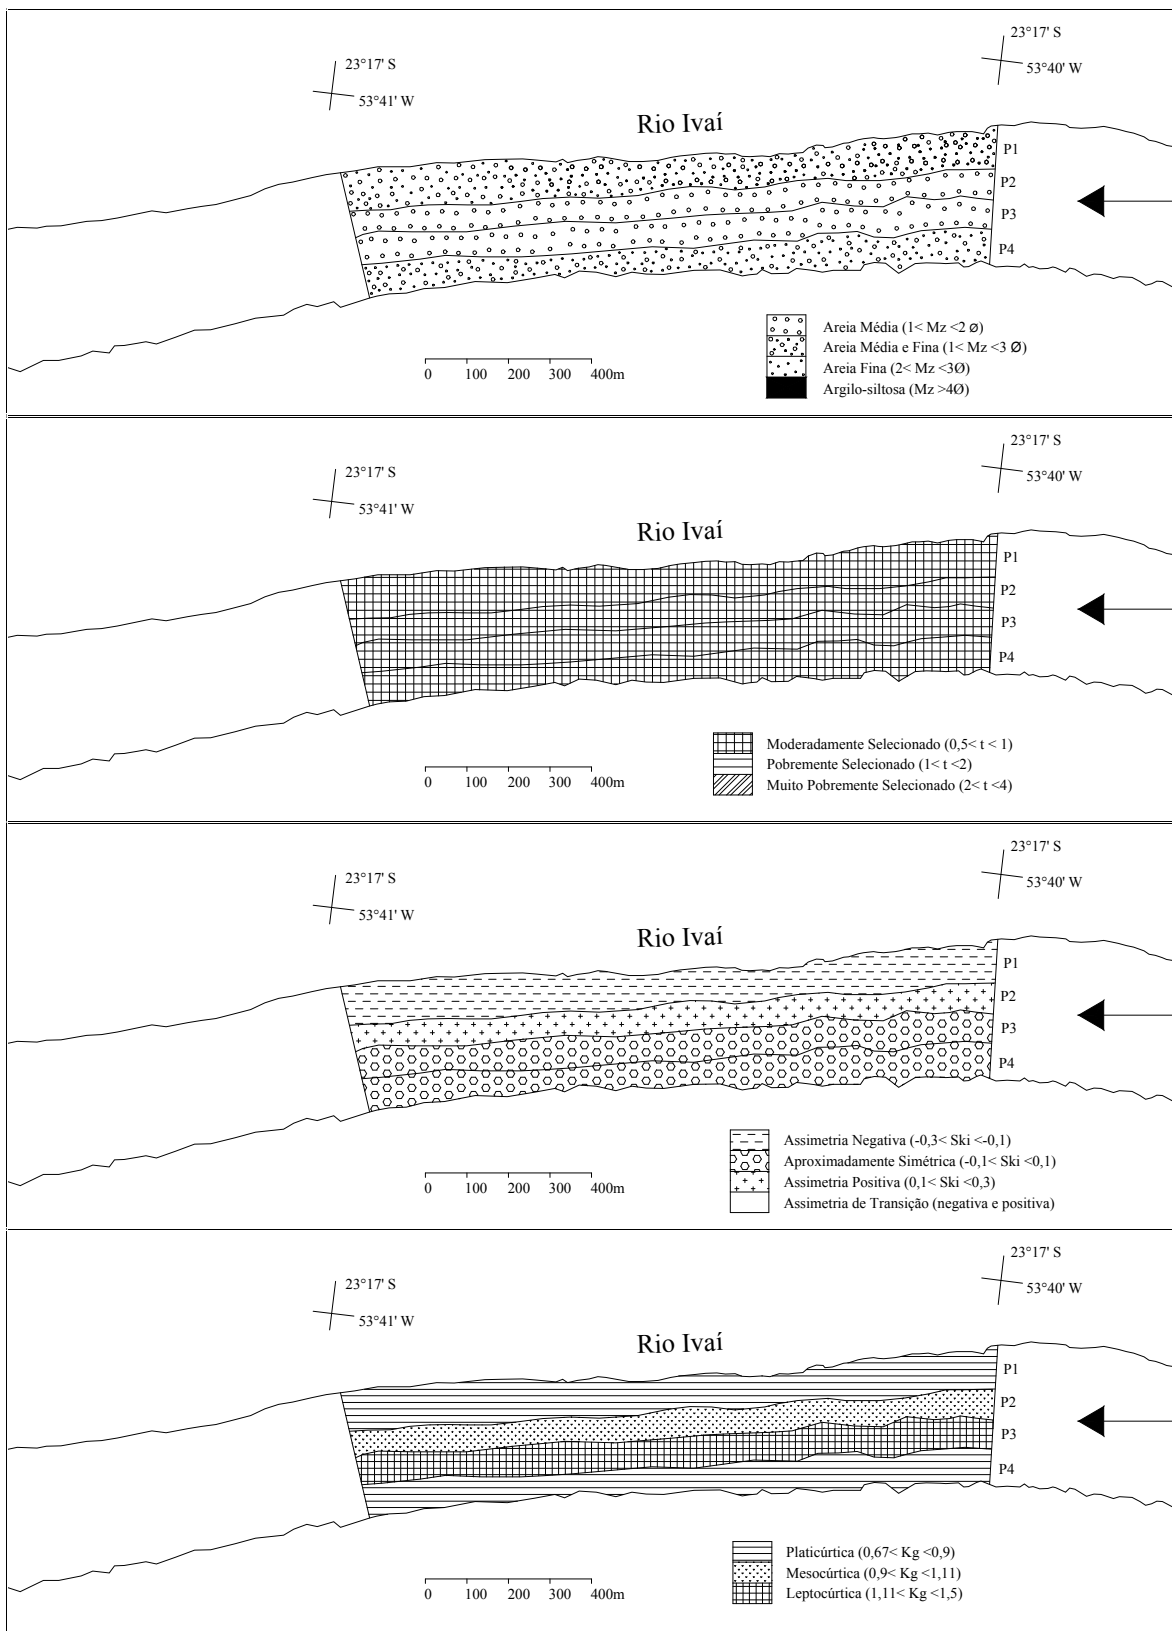 23°17' S
53°40' W
23°17' S
53°41' W
Rio Ivaí
P1
P2
P3
P4
Areia Média (1< Mz <2 Ø)
Areia Média e Fina (1< Mz <3 Ø)
Areia Fina (2< Mz <3Ø)
Argilo-siltosa (Mz >4Ø)
0 100 200 300 400m
23°17' S
53°40' W
23°17' S
53°41' W
Rio Ivaí
P1
P2
P3
P4
Moderadamente Selecionado (0,5< t < 1)
Pobremente Selecionado (1< t <2)
Muito Pobremente Selecionado (2< t <4)
0 100 200 300 400m
23°17' S
53°40' W
23°17' S
53°41' W
Rio Ivaí
P1
P2
P3
P4
Assimetria Negativa (-0,3< Ski <-0,1)
Aproximadamente Simétrica (-0,1< Ski <0,1)
Assimetria Positiva (0,1< Ski <0,3)
Assimetria de Transição (negativa e positiva)
0 100 200 300 400m
23°17' S
53°40' W
23°17' S
53°41' W
Rio Ivaí
P1
P2
P3
P4
Platicúrtica (0,67< Kg <0,9)
Mesocúrtica (0,9< Kg <1,11)
Leptocúrtica (1,11< Kg <1,5)
0 100 200 300 400m